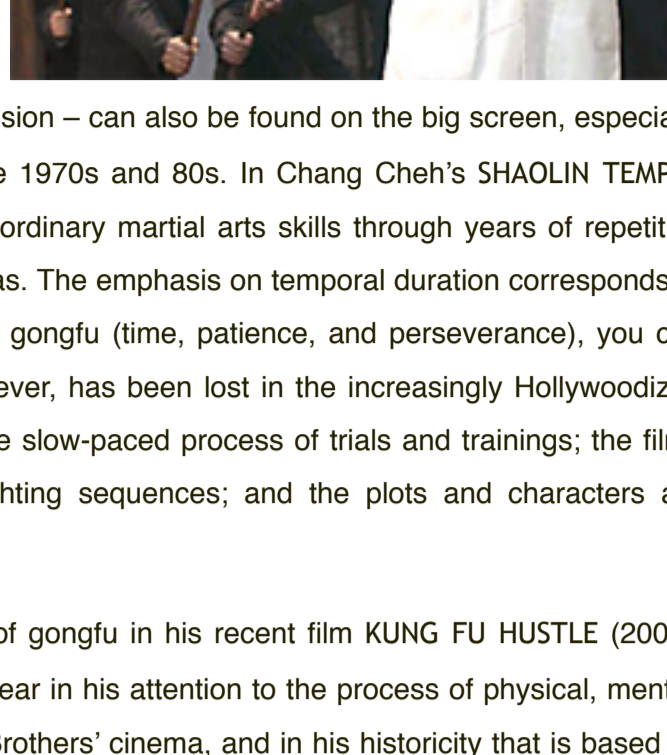 sion – can also be found on the big screen, especia
e 1970s and 80s. In Chang Cheh’s SHAOLIN TEMP
ordinary martial arts skills through years of repetit
as. The emphasis on temporal duration corresponds
gongfu (time, patience, and perseverance), you c
ever, has been lost in the increasingly Hollywoodiz
e slow-paced process of trials and trainings; the fil
hting sequences; and the plots and characters a
of gongfu in his recent film KUNG FU HUSTLE (200
ear in his attention to the process of physical, ment
Brothers’ cinema, and in his historicity that is based